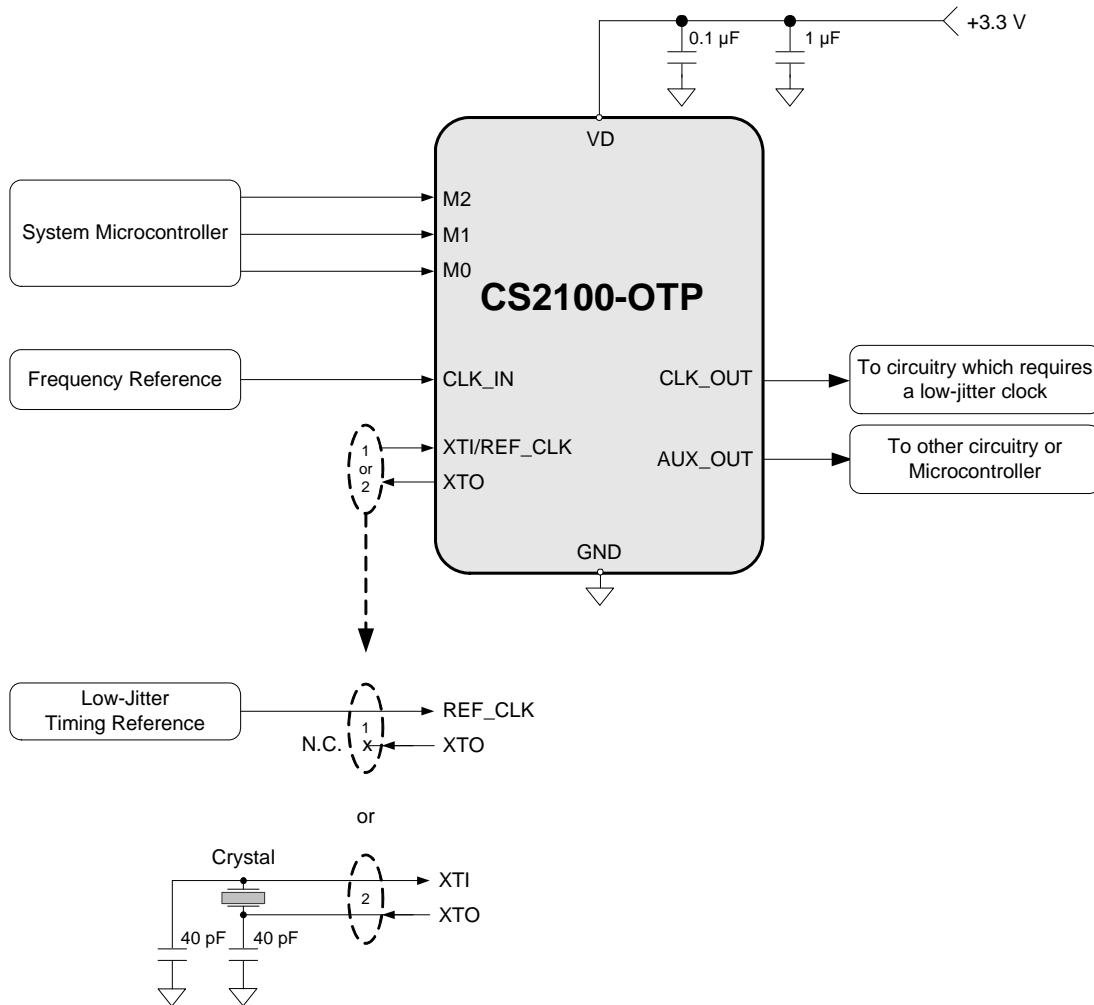 +3.3 V
0.1 µF
1 µF
VD
System Microcontroller
M2
M1
M0
CS2100-OTP
Frequency Reference
CLK_IN
CLK_OUT
To circuitry which requires
a low-jitter clock
XTI/REF_CLK
XTO
1
or
2
AUX_OUT
To other circuitry or
Microcontroller
GND
Low-Jitter
Timing Reference
1
REF_CLK
N.C.
x
XTO
or
Crystal
XTI
2
XTO
40 pF
40 pF